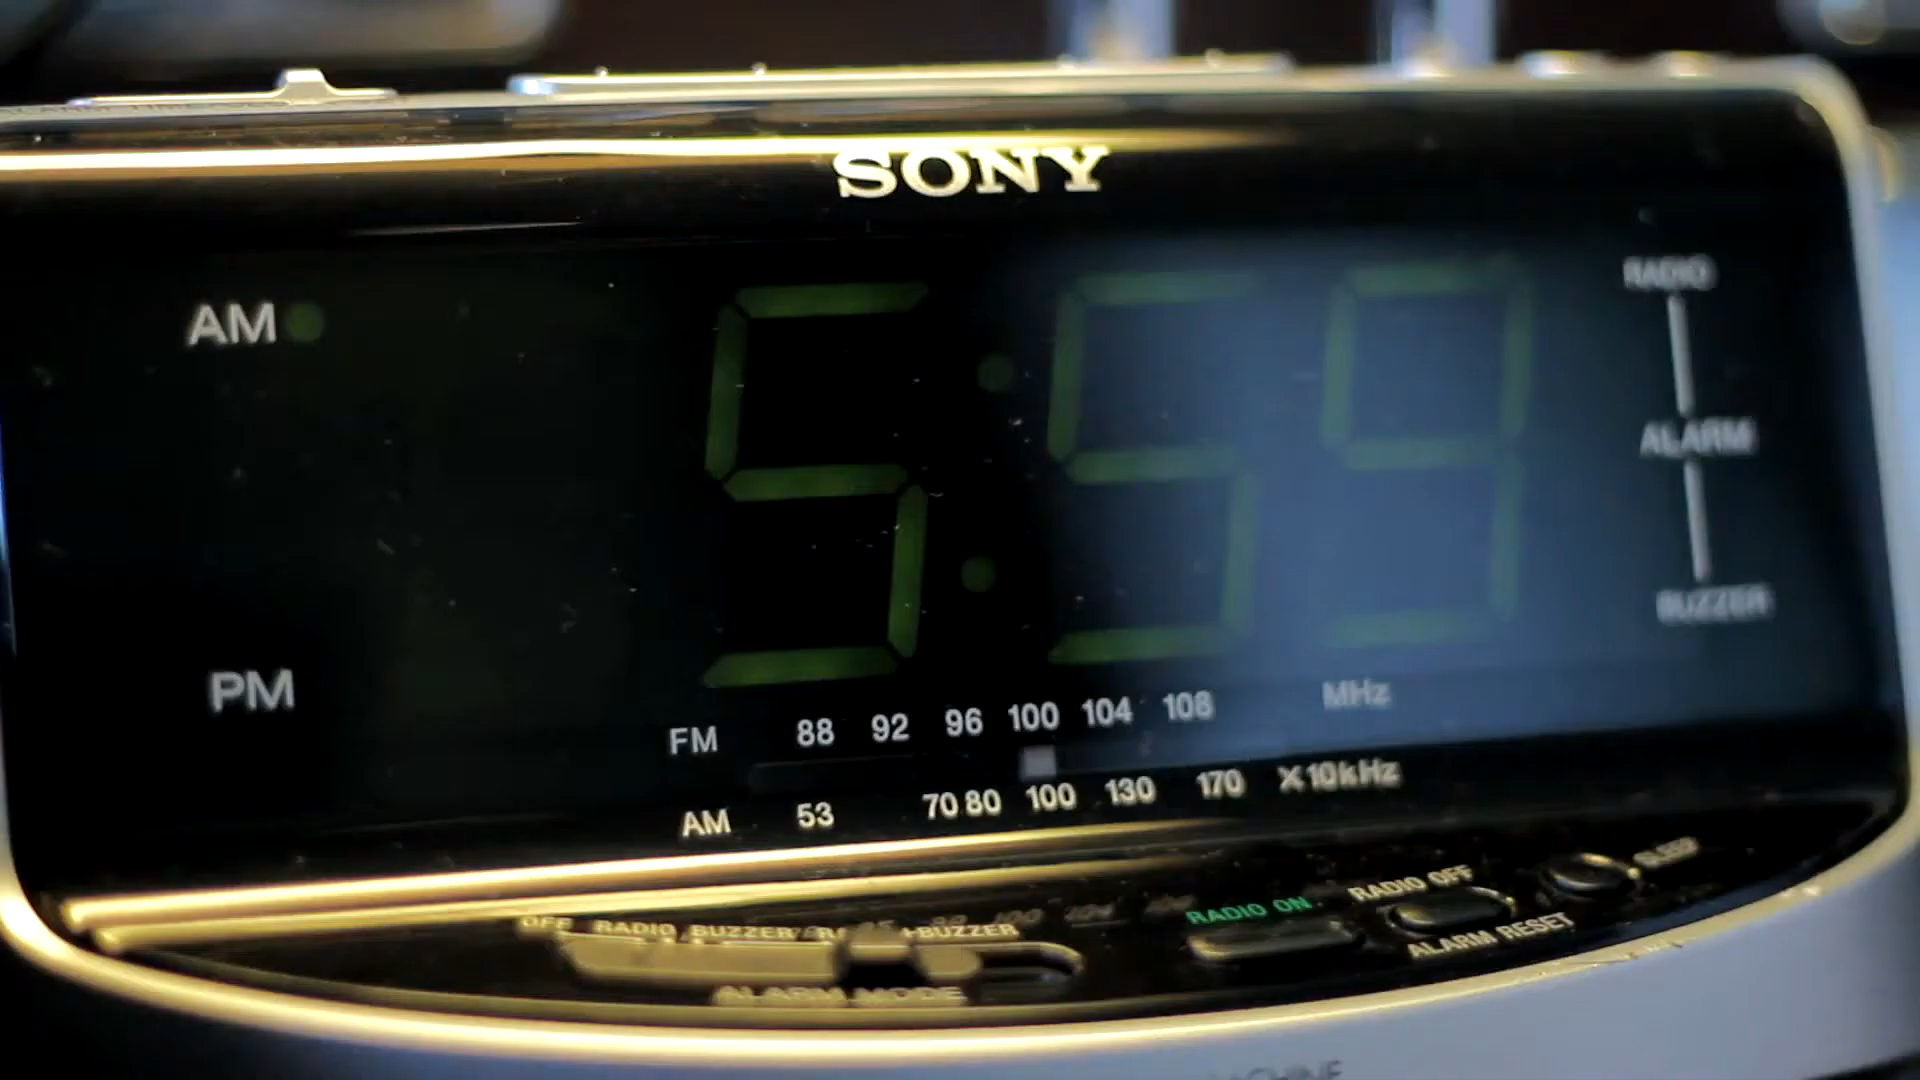 SONY
AM
5:59
RADIO
ALARM
BUZZER
PM
FM 88 92 96 100 104 108 MHz
AM 53 70 80 100 130 170 X10kHz
OFF RADIO BUZZER
+BUZZER
ALARM MODE
RADIO ON
RADIO OFF
ALARM RESET
SLEEP